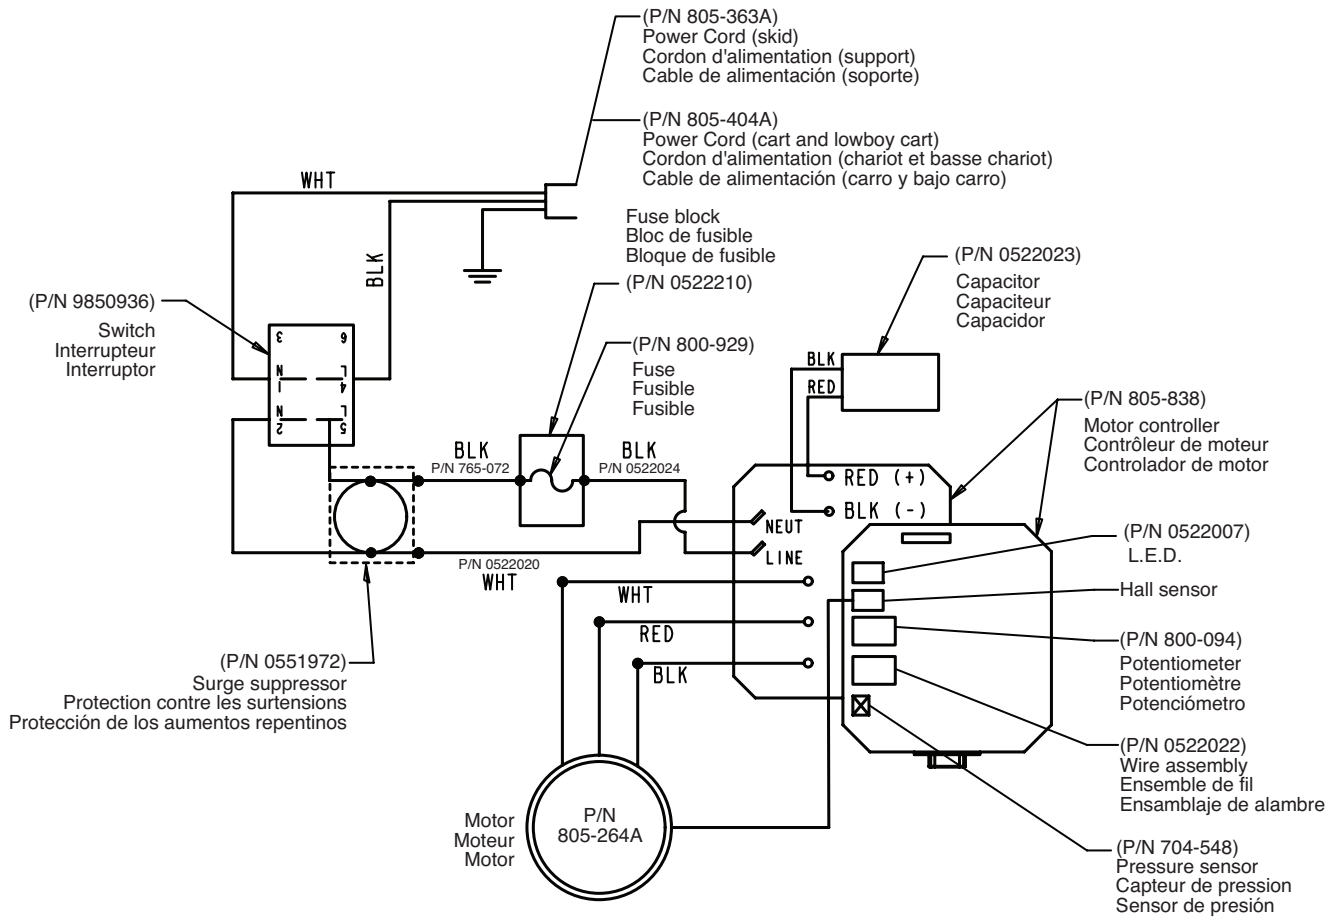 (P/N 805-363A)
Power Cord (skid)
Cordon d'alimentation (support)
Cable de alimentación (soporte)
(P/N 805-404A)
Power Cord (cart and lowboy cart)
Cordon d'alimentation (chariot et basse chariot)
Cable de alimentación (carro y bajo carro)
WHT
BLK
Fuse block
Bloc de fusible
Bloque de fusible
(P/N 0522210)
(P/N 0522023)
Capacitor
Capaciteur
Capacidor
(P/N 9850936)
Switch
Interrupteur
Interruptor
3
6
N
L
1
4
N
L
2
5
(P/N 800-929)
Fuse
Fusible
Fusible
BLK
RED
(P/N 805-838)
Motor controller
Contrôleur de moteur
Controlador de motor
BLK
P/N 765-072
BLK
P/N 0522024
RED (+)
BLK (-)
NEUT
LINE
(P/N 0522007)
L.E.D.
P/N 0522020
WHT
WHT
RED
BLK
Hall sensor
(P/N 800-094)
Potentiometer
Potentiomètre
Potenciómetro
(P/N 0551972)
Surge suppressor
Protection contre les surtensions
Protección de los aumentos repentinos
(P/N 0522022)
Wire assembly
Ensemble de fil
Ensamblaje de alambre
Motor
Moteur
Motor
P/N
805-264A
(P/N 704-548)
Pressure sensor
Capteur de pression
Sensor de presión